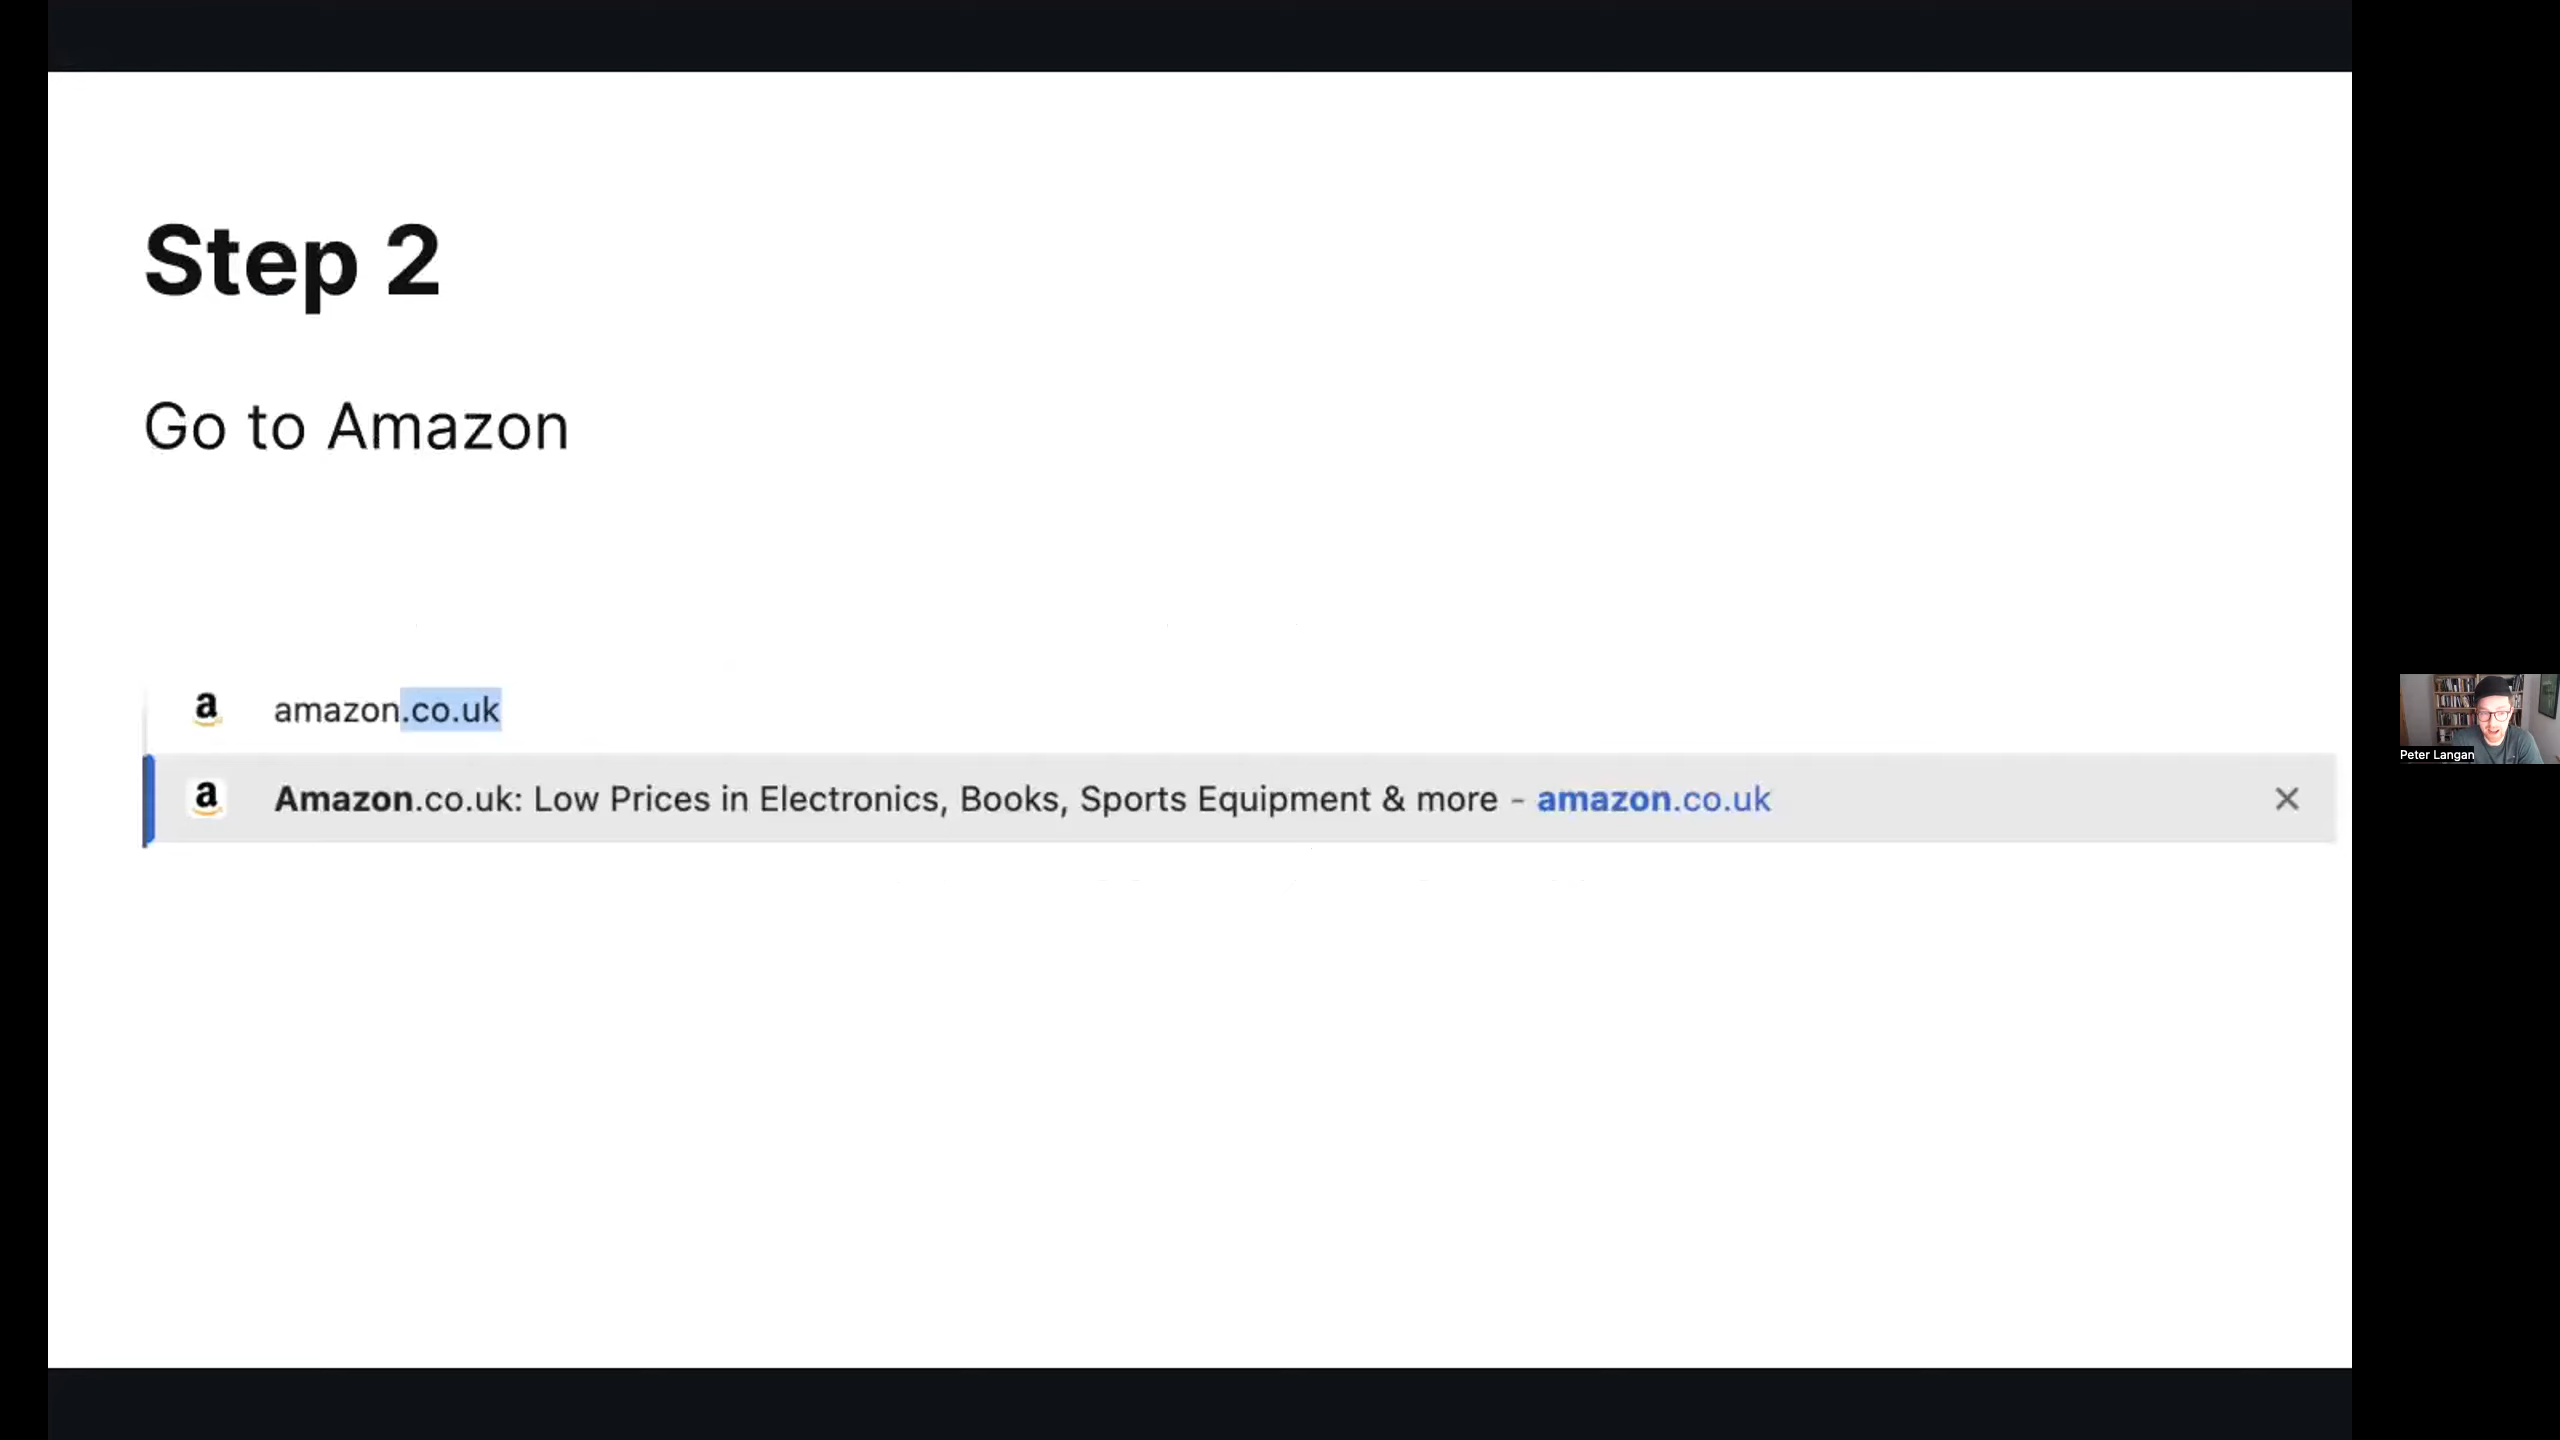 Step 2
Go to Amazon
a amazon.co.uk
a Amazon.co.uk: Low Prices in Electronics, Books, Sports Equipment & more - amazon.co.uk
Peter Langan